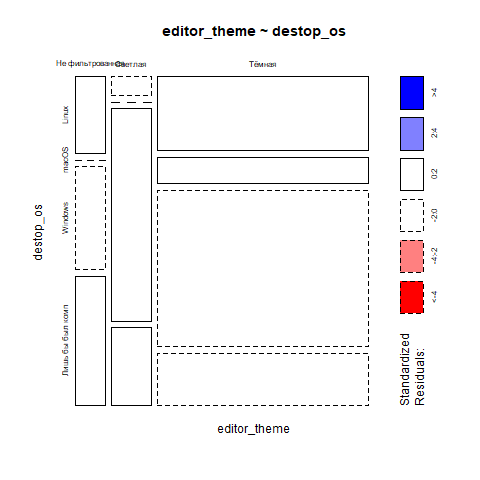 editor_theme ~ destop_os
Не фильтрованная
Светлая
Тёмная
Linux
macOS
Windows
Лишь бы был комп
destop_os
editor_theme
>4
2:4
0:2
-2:0
-4:-2
<-4
Standardized
Residuals: